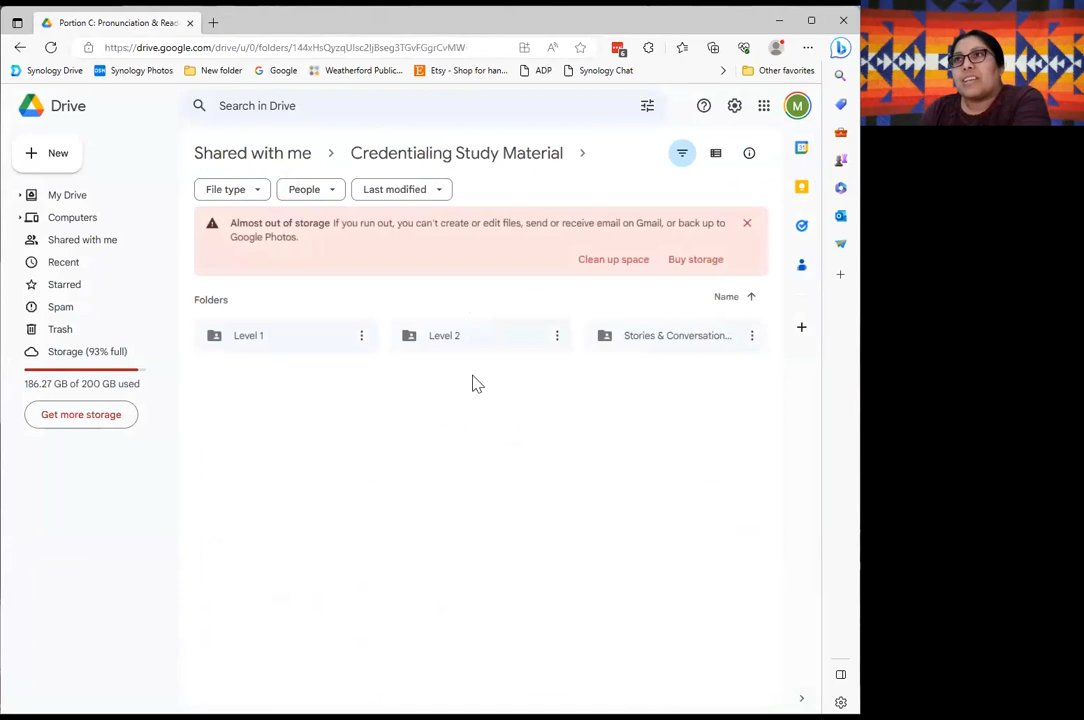 Portion C: Pronunciation & Read
https://drive.google.com/drive/u/0/folders/144xHsQyzqUIsc2IjBseg3TGvFGgrCvMW
Synology Drive
DSM Synology Photos
New folder
Google
Weatherford Public...
Etsy - Shop for han...
ADP
Synology Chat
Other favorites
Drive
Search in Drive
M
New
Shared with me > Credentialing Study Material >
File type
People
Last modified
My Drive
Computers
Shared with me
Recent
Starred
Spam
Trash
Storage (93% full)
186.27 GB of 200 GB used
Get more storage
Almost out of storage If you run out, you can't create or edit files, send or receive email on Gmail, or back up to
Google Photos.
Clean up space
Buy storage
Folders
Name
Level 1
Level 2
Stories & Conversation...